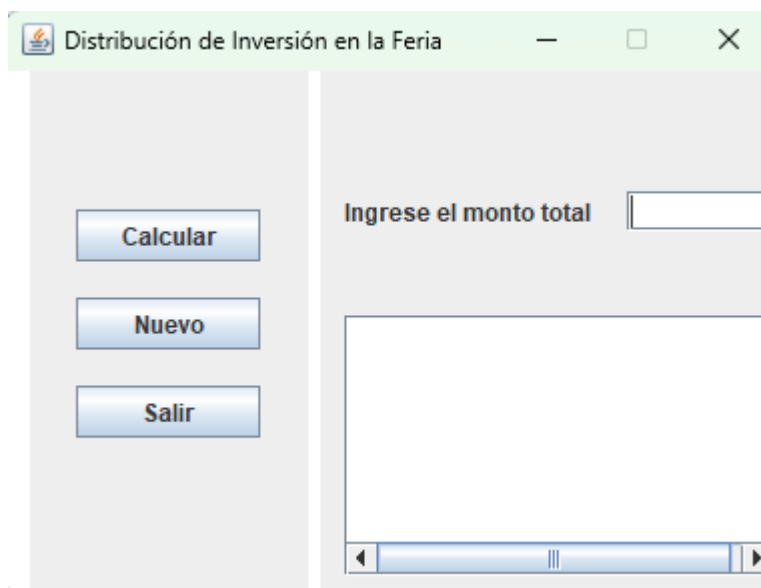 Distribución de Inversión en la Feria
Calcular
Nuevo
Salir
Ingrese el monto total